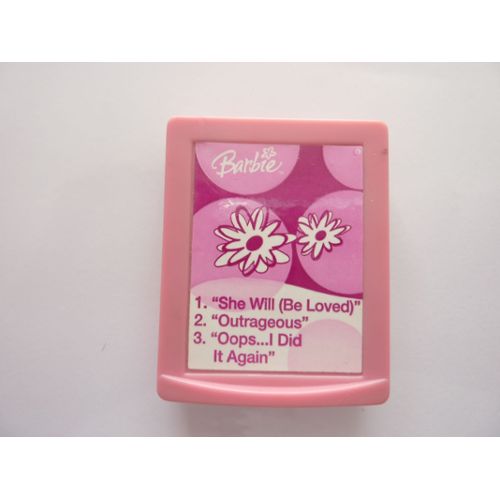 Barbie
1. "She Will (Be Loved)"
2. "Outrageous"
3. "Oops...I Did
It Again"